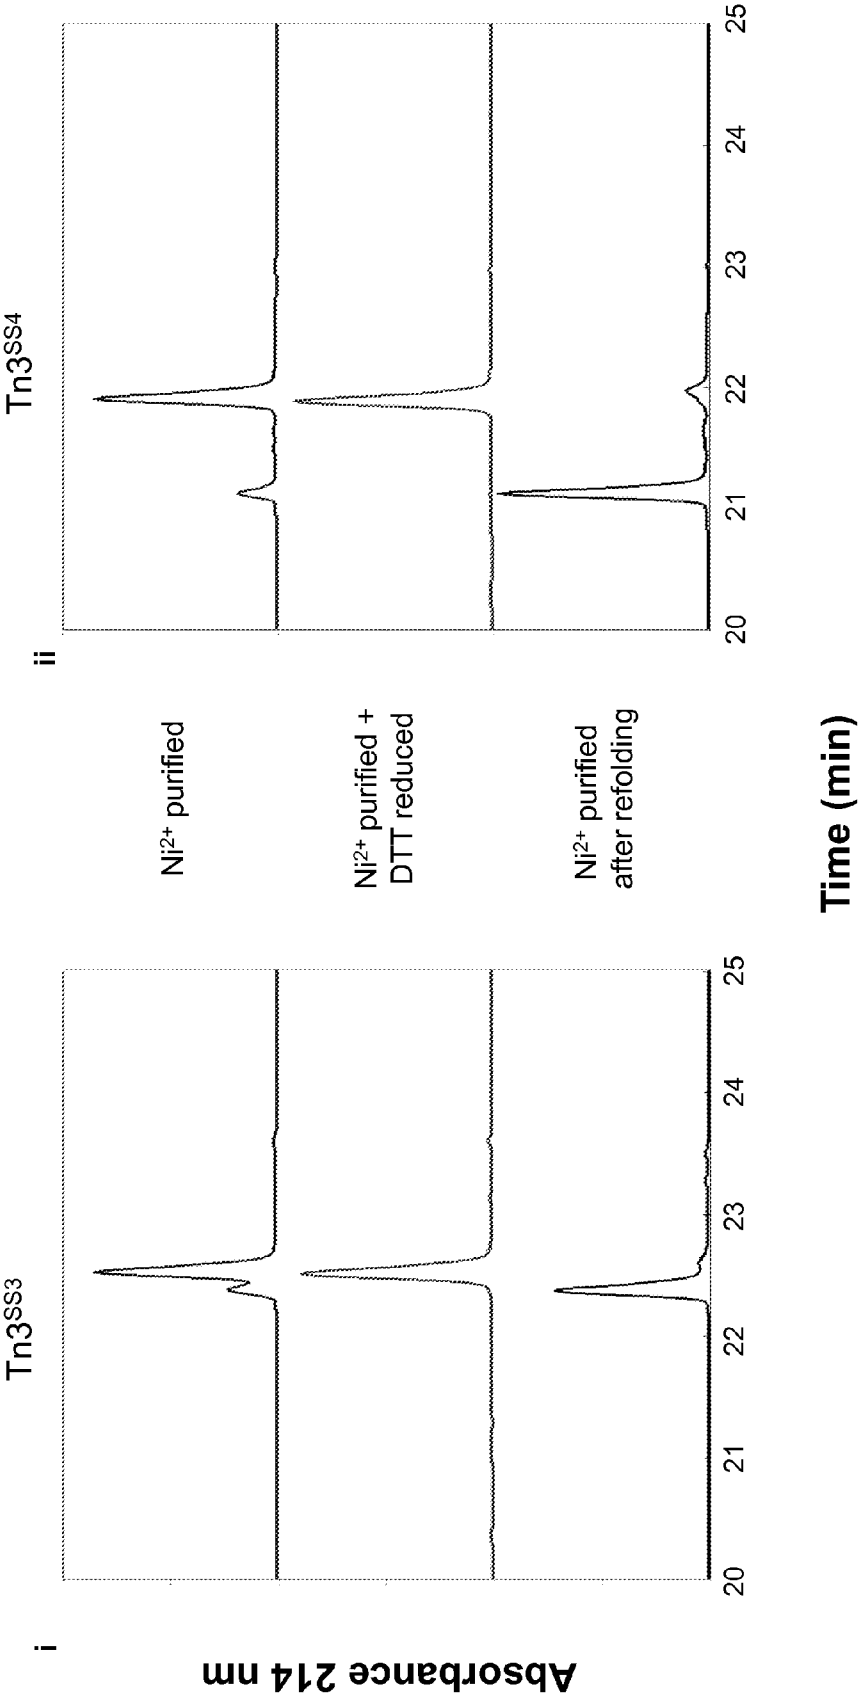 i
Tn3SS3
Absorbance 214 nm
20
21
22
23
24
25
Ni2+ purified
Ni2+ purified +
DTT reduced
Ni2+ purified
after refolding
ii
Tn3SS4
20
21
22
23
24
25
Time (min)